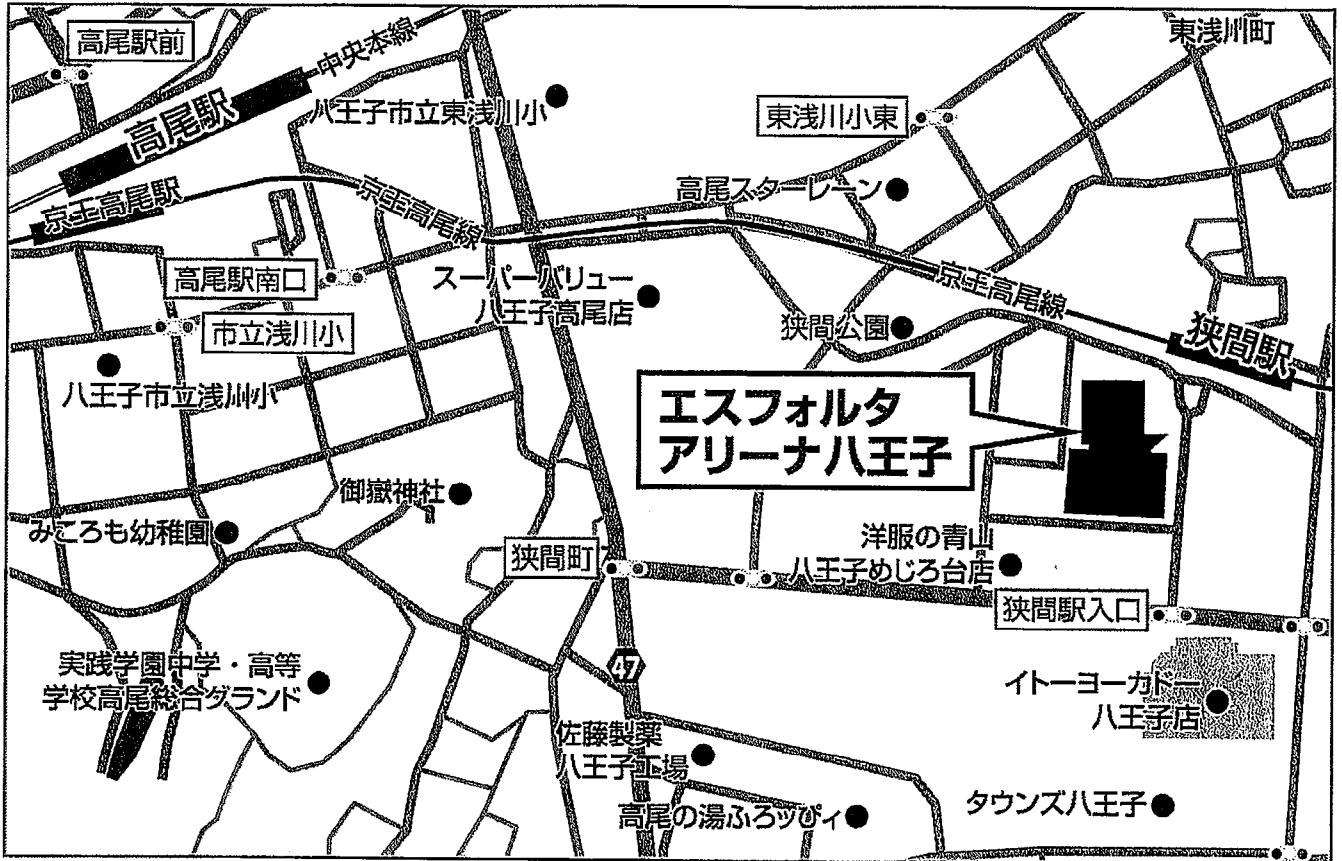 高尾駅前
中央本線
東浅川町
高尾駅
八王子市立東浅川小
東浅川小東
京王高尾駅
京王高尾線
高尾スターレーン
高尾駅南口
スーパーバリュー
八王子高尾店
京王高尾線
市立浅川小
狭間公園
狭間駅
八王子市立浅川小
エスフォルタ
アリーナ八王子
御嶽神社
みころも幼稚園
狭間町
洋服の青山
八王子めじろ台店
狭間駅入口
47
実践学園中学・高等
学校高尾総合グランド
イトーヨーカドー
八王子店
佐藤製薬
八王子工場
高尾の湯ふろッぴィ
タウンズ八王子